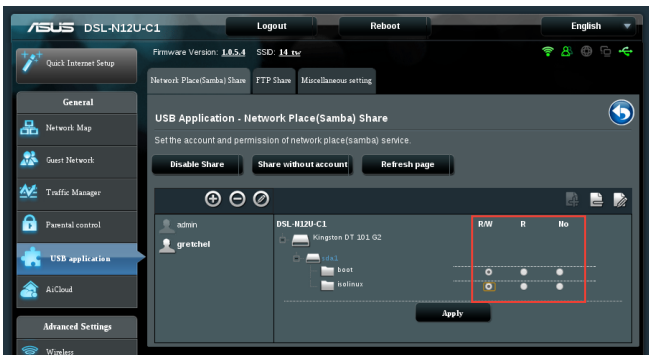 ASUS DSL-N12U-C1 Logout Reboot English
Quick Internet Setup
Firmware Version: 1.0.5.4 SSID: 14_tw
Network Place(Samba) Share FTP Share Miscellaneous setting
General
Network Map
Guest Network
Traffic Manager
Parental control
USB application
AiCloud
Advanced Settings
Wireless
USB Application - Network Place(Samba) Share
Set the account and permission of network place(samba) service.
Disable Share Share without account Refresh page
admin
gretchel
DSL-N12U-C1 R/W R No
Kingston DT 101 G2
sda1
boot
isolinux
Apply